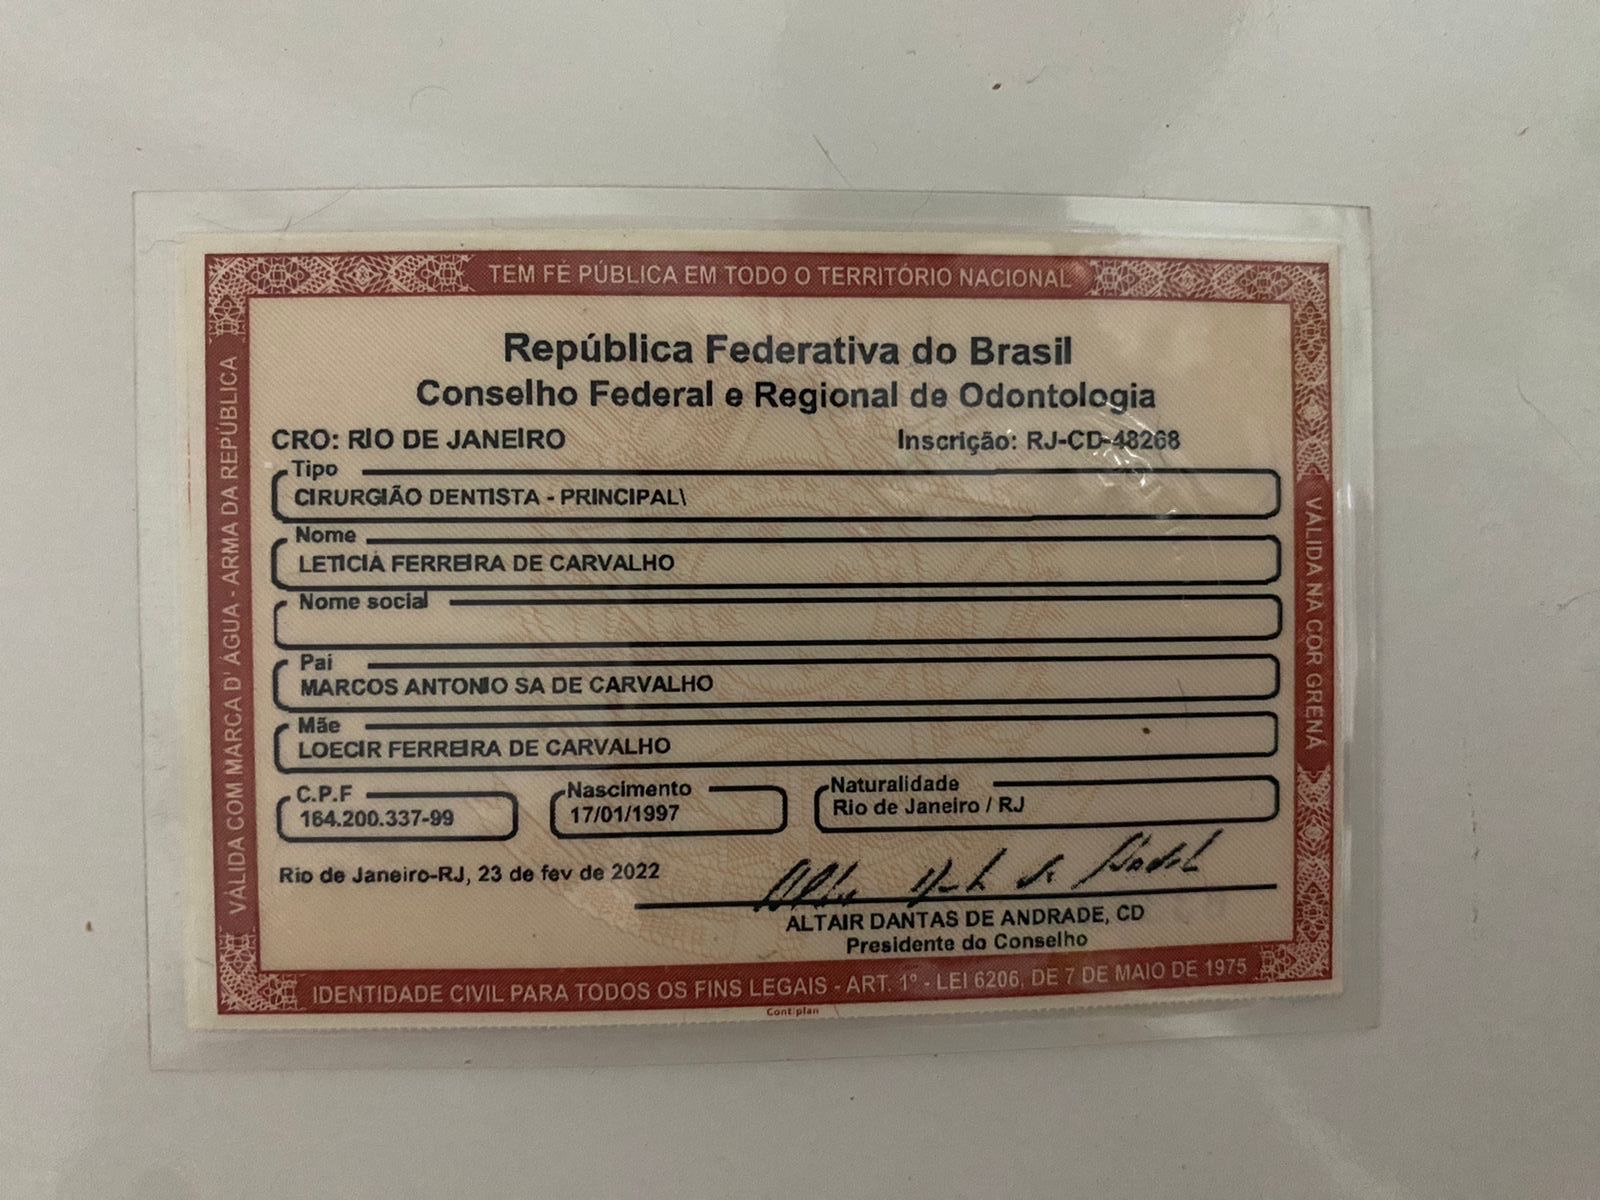 TEM FÉ PÚBLICA EM TODO O TERRITÓRIO NACIONAL
VÁLIDA COM MARCA D'ÁGUA - ARMA DA REPÚBLICA
República Federativa do Brasil
Conselho Federal e Regional de Odontologia
CRO: RIO DE JANEIRO Inscrição: RJ-CD-48268
Tipo
CIRURGIÃO DENTISTA - PRINCIPAL\
Nome
LETICIA FERREIRA DE CARVALHO
Nome social
Pai
MARCOS ANTONIO SA DE CARVALHO
Mãe
LOECIR FERREIRA DE CARVALHO
C.P.F Nascimento Naturalidade
164.200.337-99 17/01/1997 Rio de Janeiro / RJ
Rio de Janeiro-RJ, 23 de fev de 2022
ALTAIR DANTAS DE ANDRADE, CD
Presidente do Conselho
VÁLIDA NA COR GRENÁ
IDENTIDADE CIVIL PARA TODOS OS FINS LEGAIS - ART. 1º - LEI 6206, DE 7 DE MAIO DE 1975
Contiplan